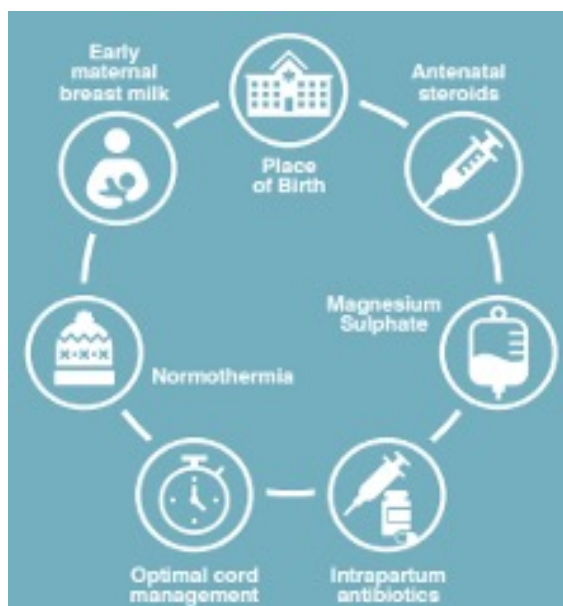 Early
maternal
breast milk
Place
of Birth
Antenatal
steroids
Magnesium
Sulphate
Intrapartum
antibiotics
Optimal cord
management
Normothermia